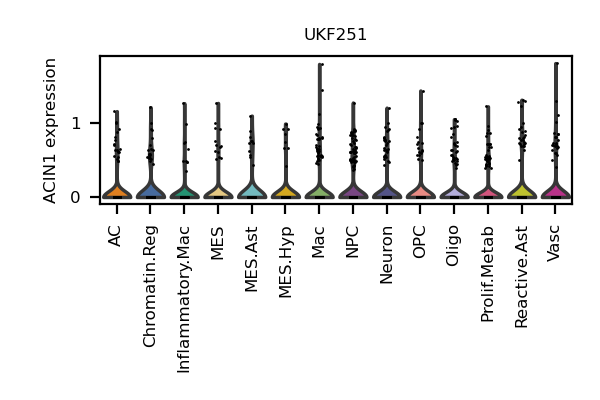 UKF251
ACIN1 expression
1
0
AC
Chromatin.Reg
Inflammatory.Mac
MES
MES.Ast
MES.Hyp
Mac
NPC
Neuron
OPC
Oligo
Prolif.Metab
Reactive.Ast
Vasc